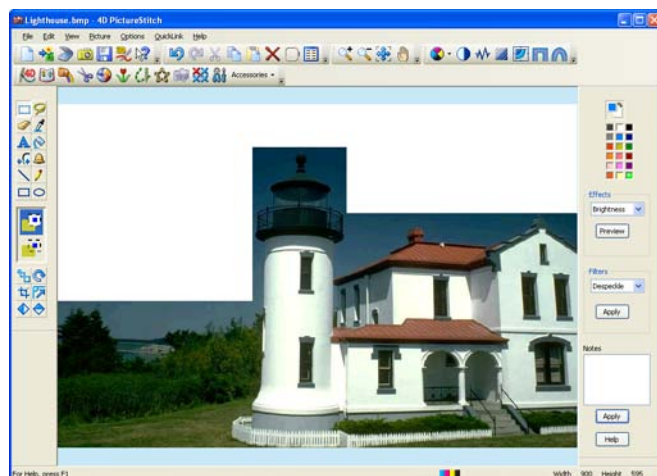 Lighthouse.bmp - 4D PictureStitch
File Edit View Picture Options QuickLink Help
4D
Accessories
A
Effects
Brightness
Preview
Filters
Despeckle
Apply
Notes
Apply
Help
For Help, press F1
Width 900 Height 595